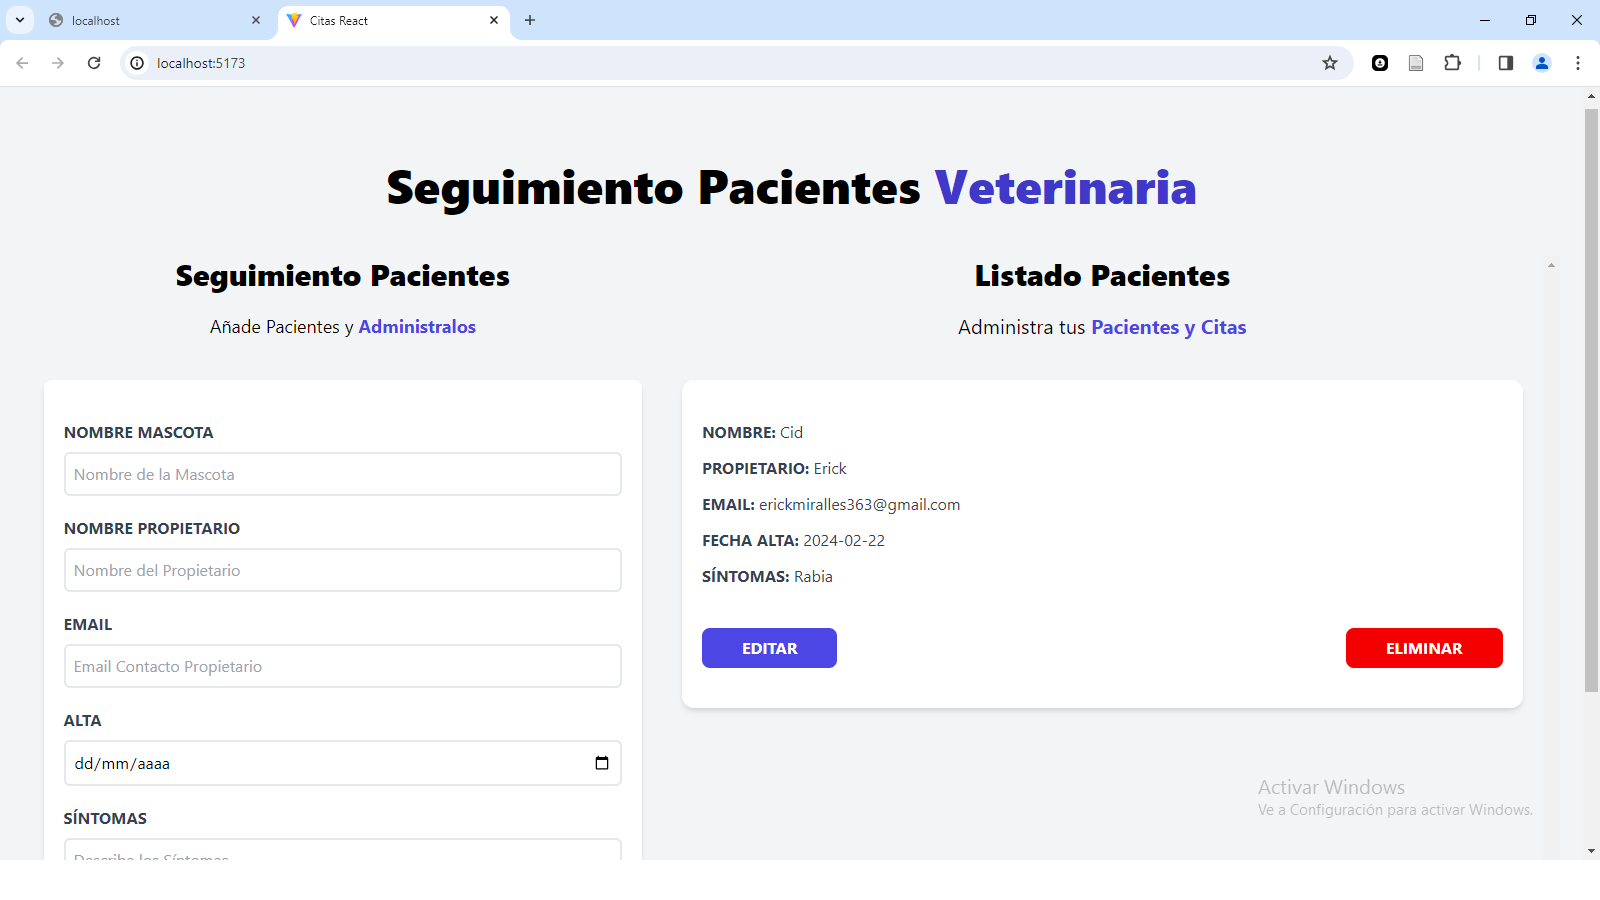 localhost
Citas React
localhost:5173
Seguimiento Pacientes Veterinaria
Seguimiento Pacientes
Añade Pacientes y Administralos
NOMBRE MASCOTA
Nombre de la Mascota
NOMBRE PROPIETARIO
Nombre del Propietario
EMAIL
Email Contacto Propietario
ALTA
dd/mm/aaaa
SÍNTOMAS
Describe los Síntomas
Listado Pacientes
Administra tus Pacientes y Citas
NOMBRE: Cid
PROPIETARIO: Erick
EMAIL: erickmiralles363@gmail.com
FECHA ALTA: 2024-02-22
SÍNTOMAS: Rabia
EDITAR
ELIMINAR
Activar Windows
Ve a Configuración para activar Windows.